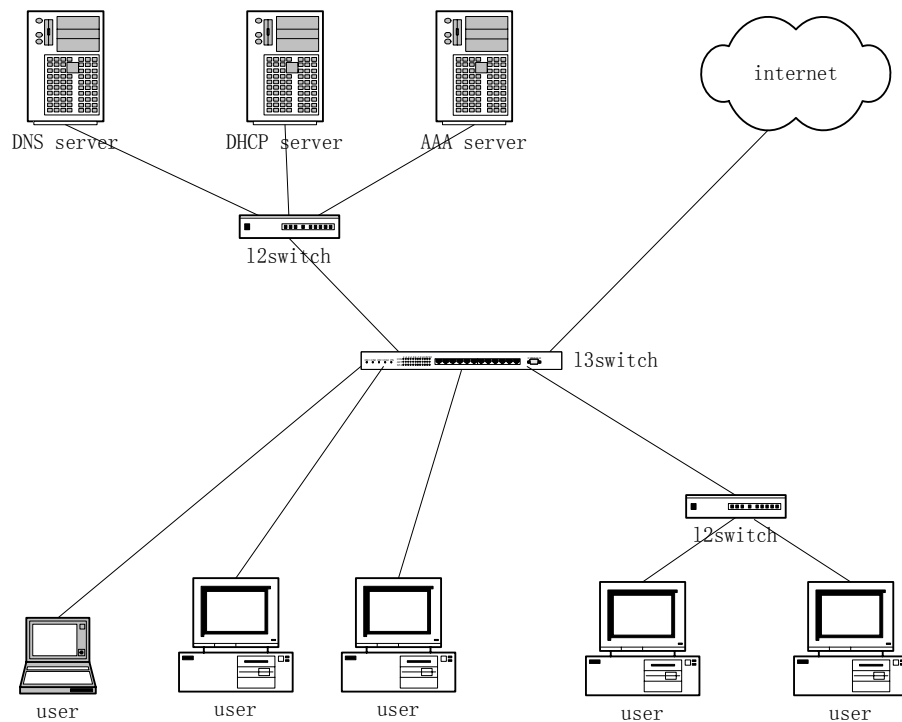 internet
DNS server
DHCP server
AAA server
l2switch
l3switch
l2switch
user
user
user
user
user